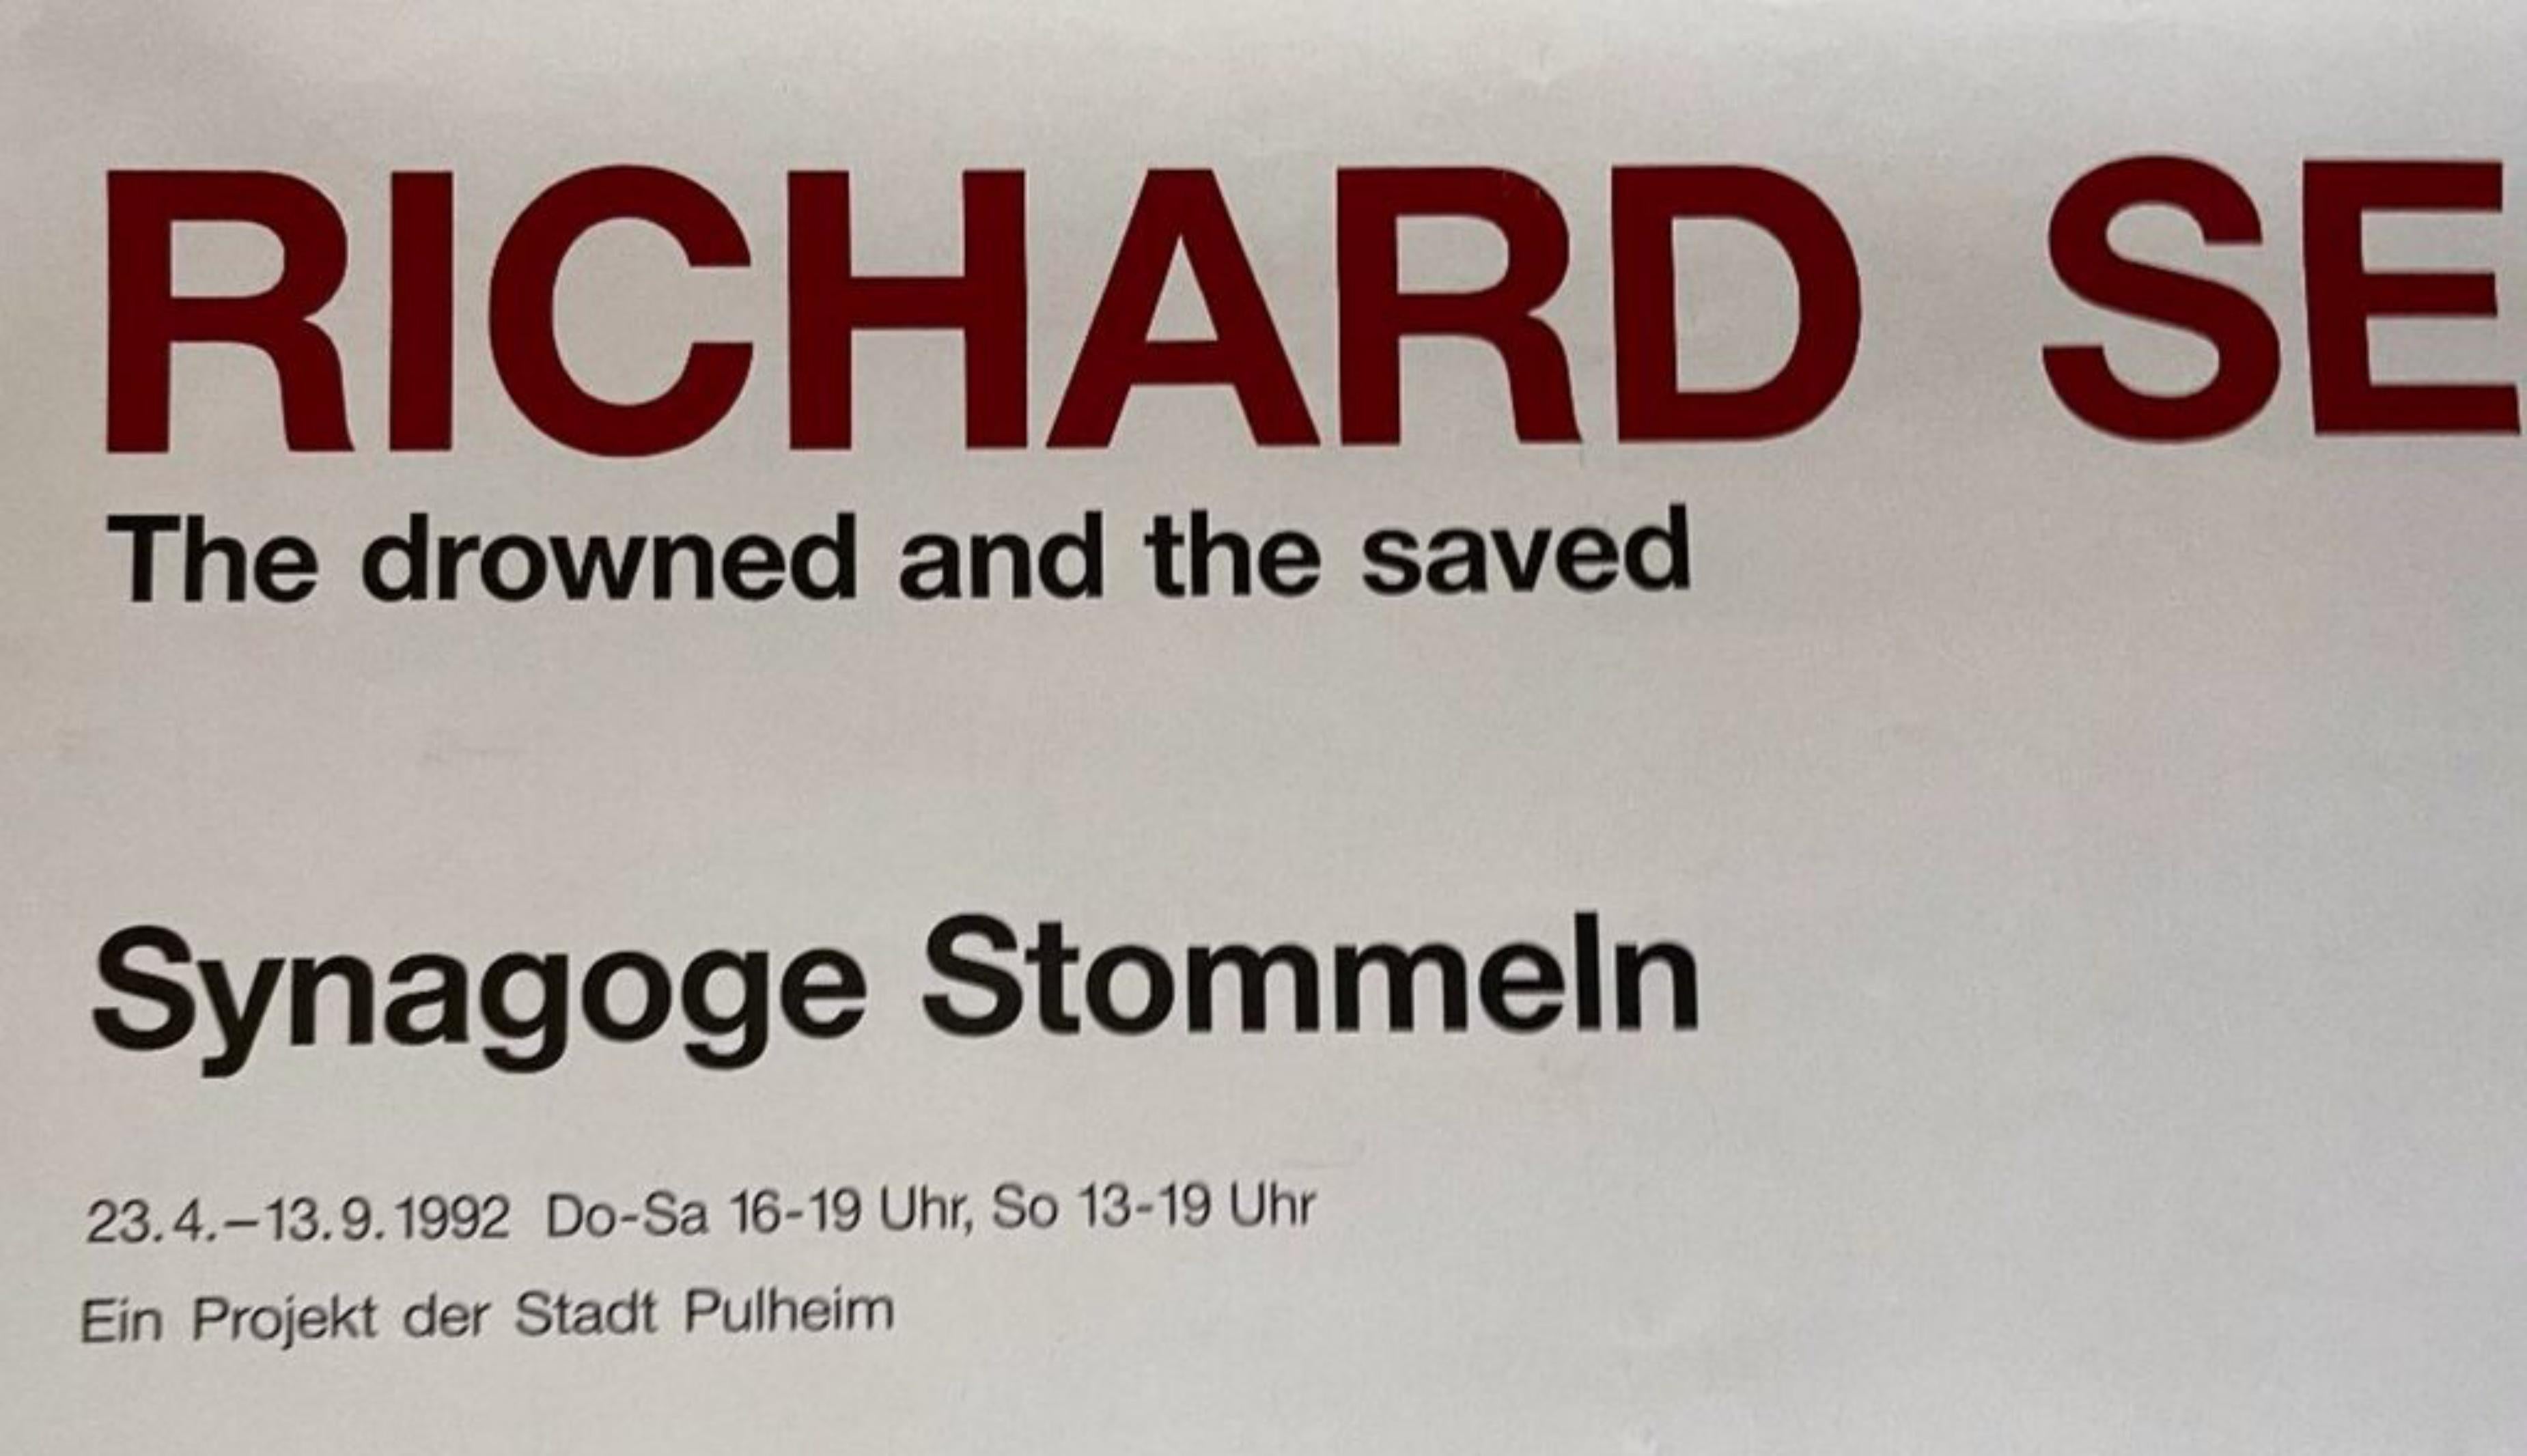 RICHARD SE
The drowned and the saved
Synagoge Stommeln
23.4.–13.9.1992 Do-Sa 16-19 Uhr, So 13-19 Uhr
Ein Projekt der Stadt Pulheim